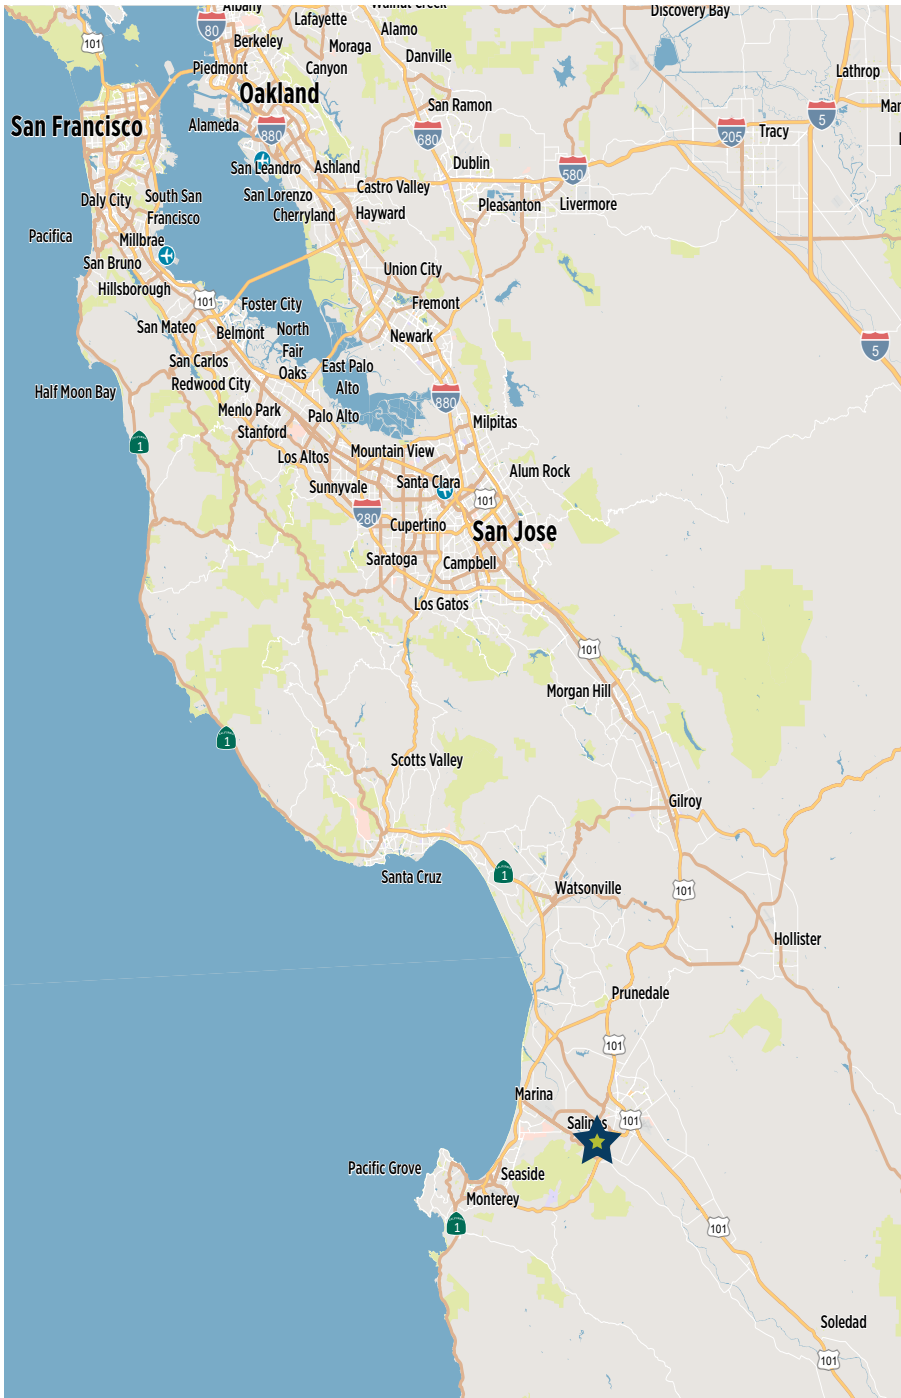 Albany
Walnut Creek
Discovery Bay
Lafayette
Alamo
101
80
Berkeley
Moraga
Danville
Piedmont
Canyon
Lathrop
Oakland
San Ramon
San Francisco
Alameda
880
680
205
Tracy
5
San Leandro
Ashland
Dublin
580
Daly City
South San
Francisco
San Lorenzo
Castro Valley
Cherryland
Hayward
Pleasanton
Livermore
Pacifica
Millbrae
San Bruno
Union City
Hillsborough
101
Foster City
Fremont
San Mateo
Belmont
North
Fair
Oaks
Newark
5
San Carlos
East Palo
Alto
Redwood City
Half Moon Bay
880
Menlo Park
Palo Alto
Milpitas
Stanford
1
Los Altos
Mountain View
Alum Rock
Sunnyvale
Santa Clara
101
280
Cupertino
San Jose
Saratoga
Campbell
Los Gatos
101
Morgan Hill
1
Scotts Valley
Gilroy
Santa Cruz
1
Watsonville
101
Hollister
Prunedale
101
Marina
Salinas
101
Pacific Grove
Seaside
Monterey
1
101
Soledad
101